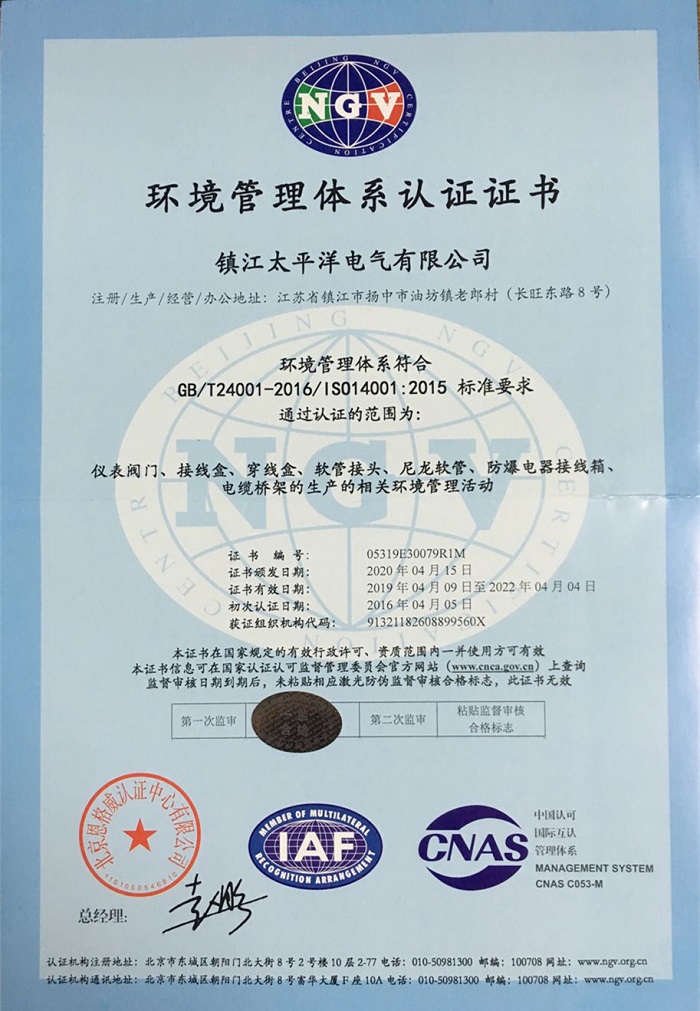 BEIJING NGV CERTIFICATION CENTRE
NGV
环境管理体系认证证书
镇江太平洋电气有限公司
注册/生产/经营/办公地址：江苏省镇江市扬中市油坊镇老郎村（长旺东路8号）
环境管理体系符合
GB/T24001-2016/ISO14001:2015 标准要求
通过认证的范围为：
仪表阀门、接线盒、穿线盒、软管接头、尼龙软管、防爆电器接线箱、
电缆桥架的生产的相关环境管理活动
证书编号： 05319E30079R1M
证书颁发日期： 2020年04月15日
证书有效日期： 2019年04月09日至2022年04月04日
初次认证日期： 2016年04月05日
获证组织机构代码： 91321182608899560X
本证书在国家规定的有效行政许可、资质范围内一并使用方可有效
本证书信息可在国家认证认可监督管理委员会官方网站（www.cnca.gov.cn）上查询
监督审核日期到期后，未粘贴相应激光防伪监督审核合格标志，此证书无效
第一次监审 第二次监审 粘贴监督审核
合格标志
北京恩格威认证中心有限公司
MEMBER OF MULTILATERAL
IAF
RECOGNITION ARRANGEMENT
CNAS
中国认可
国际互认
管理体系
MANAGEMENT SYSTEM
CNAS C053-M
总经理：
认证机构注册地址：北京市东城区朝阳门北大街8号2号楼10层2-77 电话：010-50981300 邮编：100708 网址：www.ngv.org.cn
认证机构通讯地址：北京市东城区朝阳门北大街8号富华大厦F座10A 电话：010-50981300 邮编：100708 网址：www.ngv.org.cn